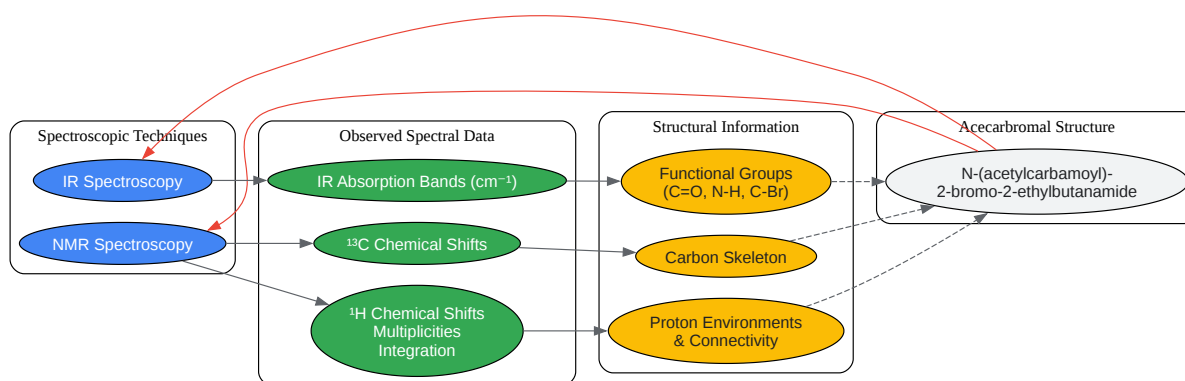 Spectroscopic Techniques
IR Spectroscopy
NMR Spectroscopy
Observed Spectral Data
IR Absorption Bands (cm⁻¹)
¹³C Chemical Shifts
¹H Chemical Shifts
Multiplicities
Integration
Structural Information
Functional Groups
(C=O, N-H, C-Br)
Carbon Skeleton
Proton Environments
& Connectivity
Acecarbromal Structure
N-(acetylcarbamoyl)-
2-bromo-2-ethylbutanamide